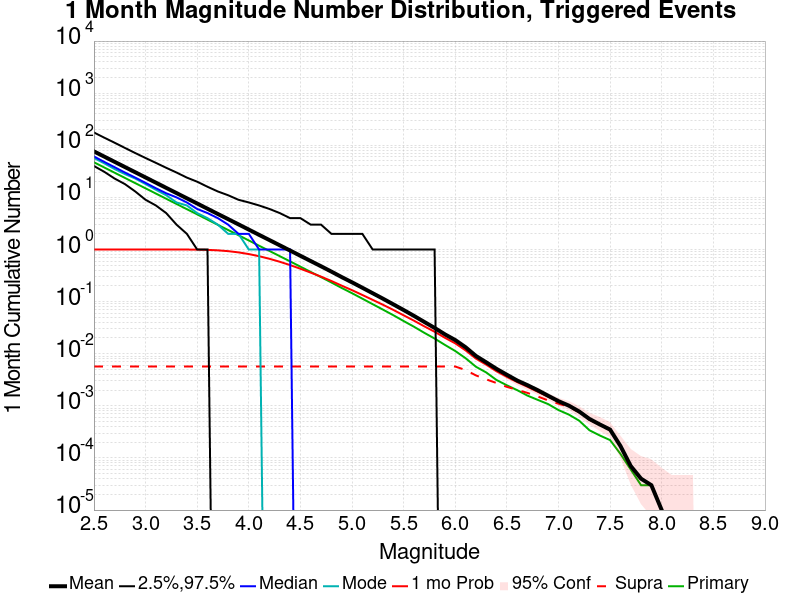 1 Month Magnitude Number Distribution, Triggered Events
10^4
10^3
10^2
10^1
10^0
10^-1
10^-2
10^-3
10^-4
10^-5
1 Month Cumulative Number
2.5 3.0 3.5 4.0 4.5 5.0 5.5 6.0 6.5 7.0 7.5 8.0 8.5 9.0
Magnitude
Mean 2.5%,97.5% Median Mode 1 mo Prob 95% Conf Supra Primary